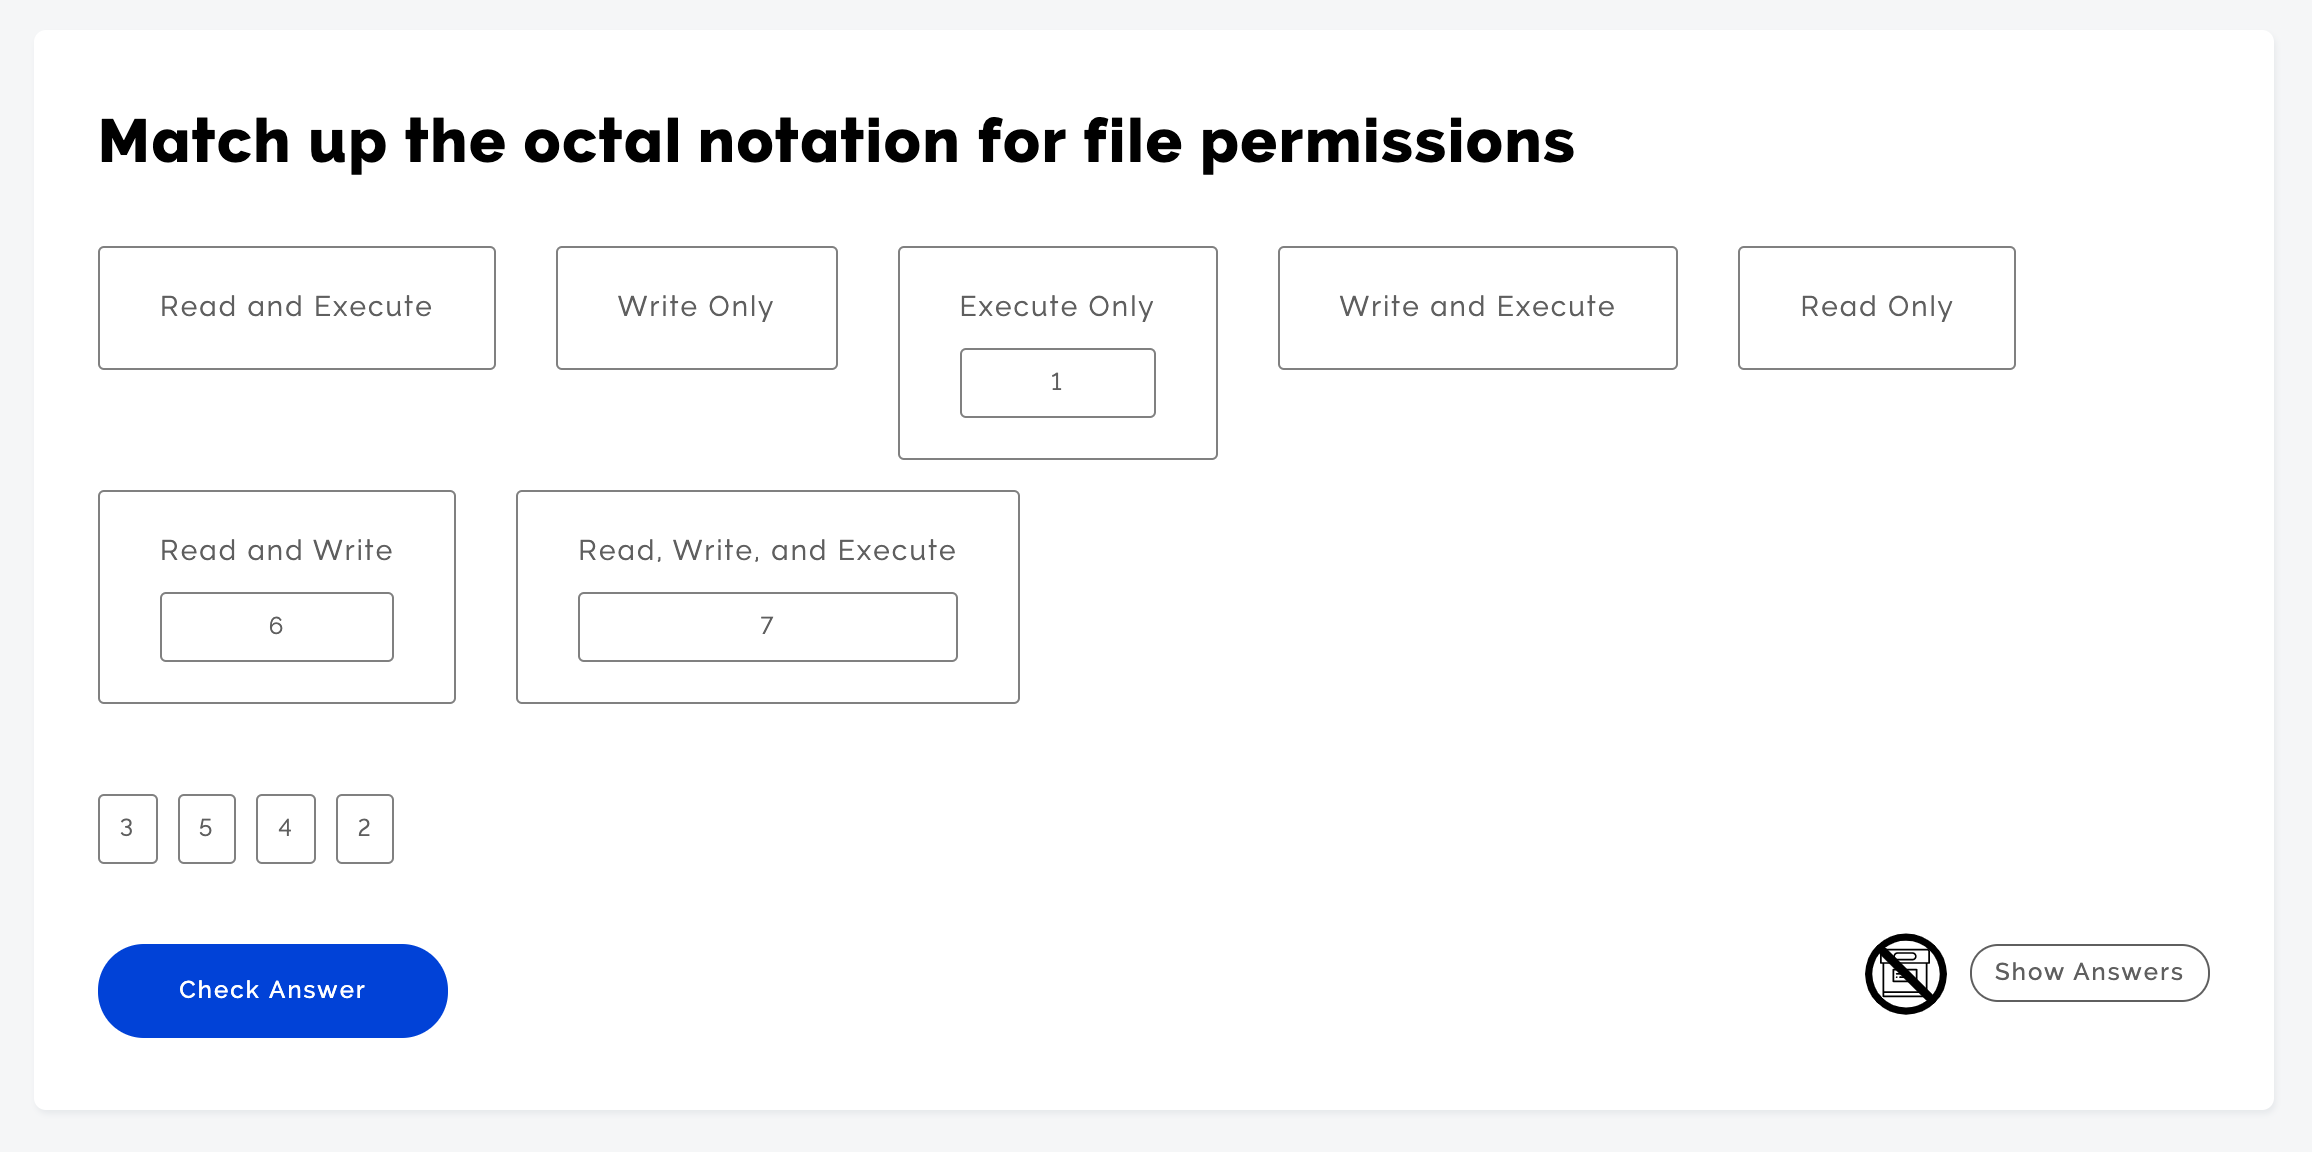 Match up the octal notation for file permissions
Read and Execute
Write Only
Execute Only
1
Write and Execute
Read Only
Read and Write
6
Read, Write, and Execute
7
3
5
4
2
Check Answer
Show Answers